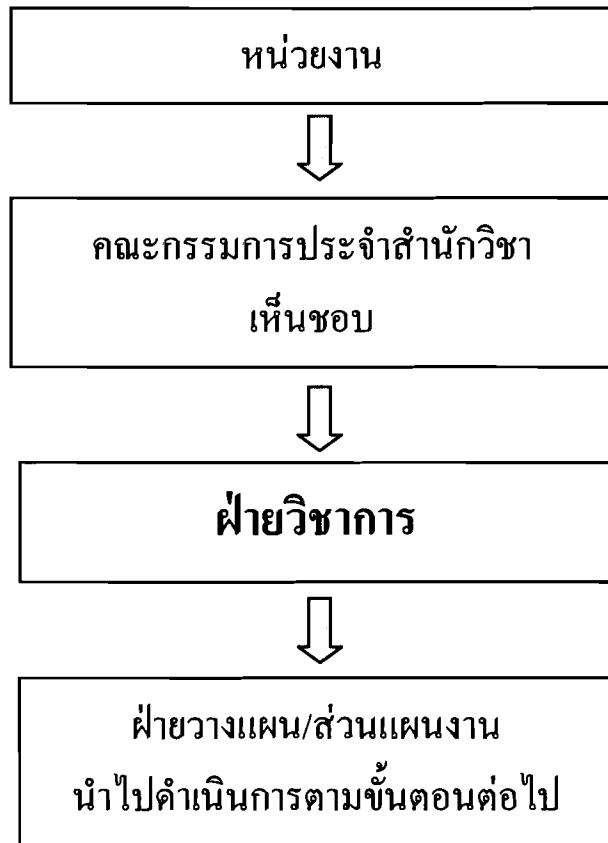 หน่วยงาน
คณะกรรมการประจำสำนักวิชา
เห็นชอบ
ฝ่ายวิชาการ
ฝ่ายวางแผน/ส่วนแผนงาน
นำไปดำเนินการตามขั้นตอนต่อไป